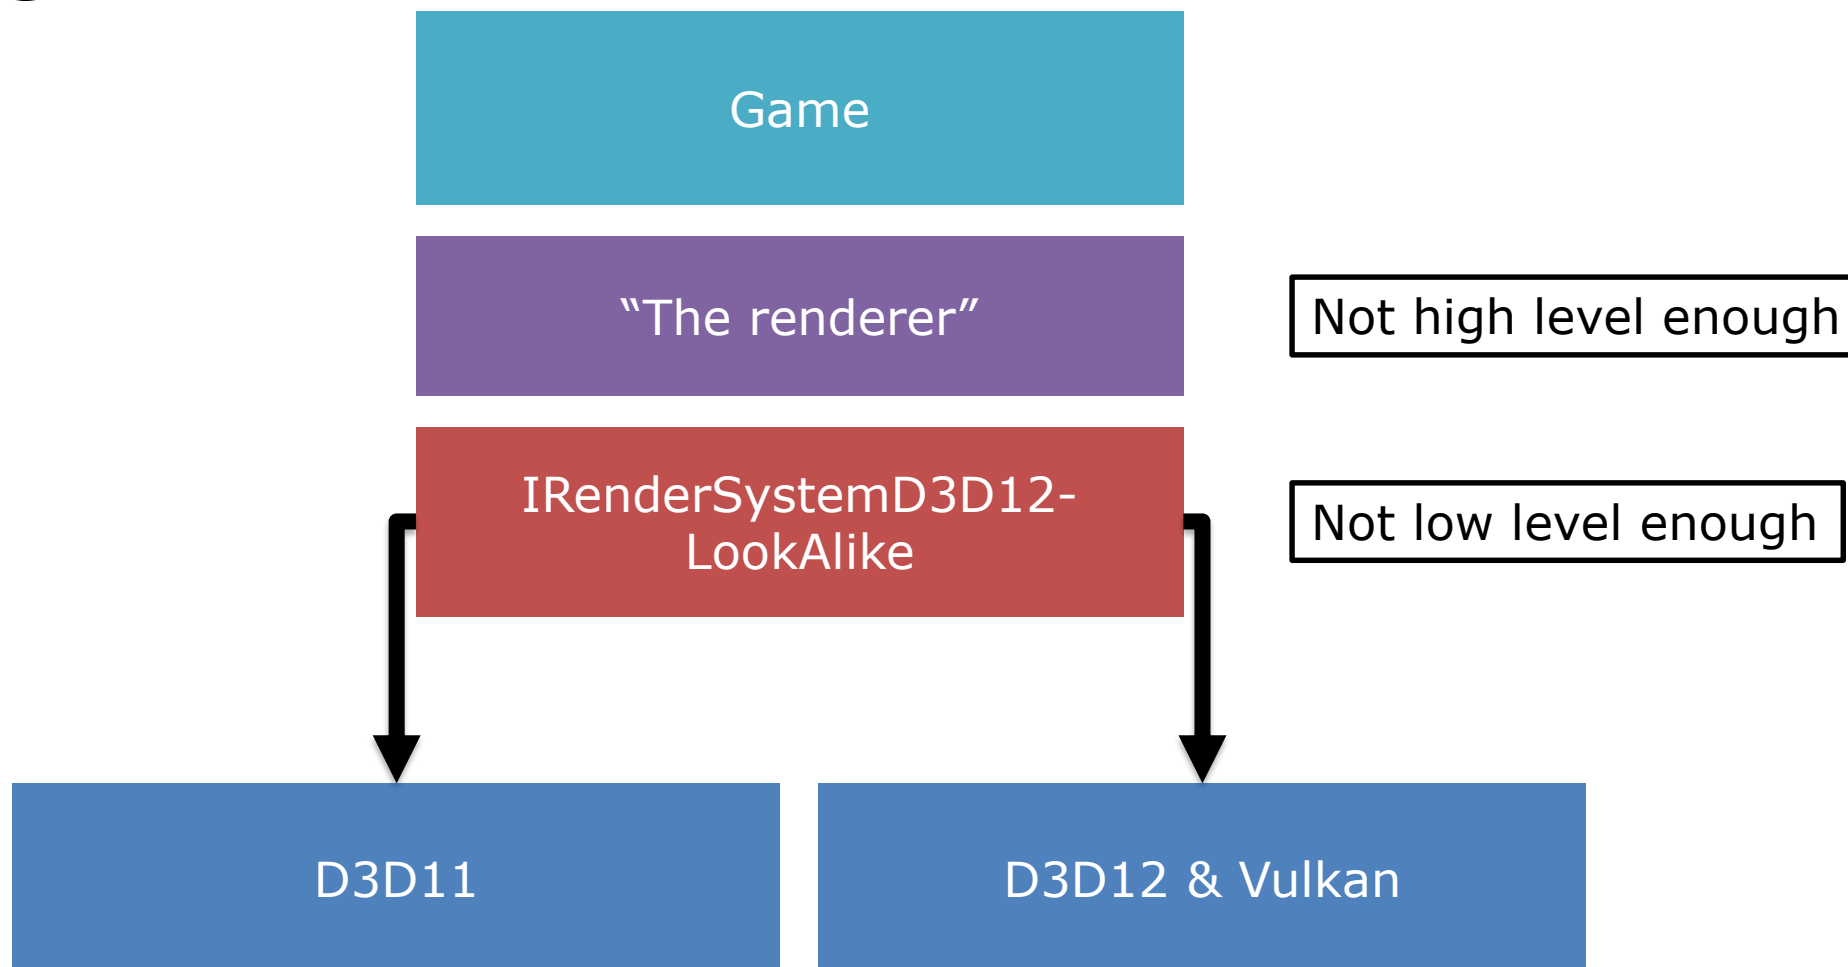 Game
“The renderer”
Not high level enough
IRenderSystemD3D12-
LookAlike
Not low level enough
D3D11
D3D12 & Vulkan